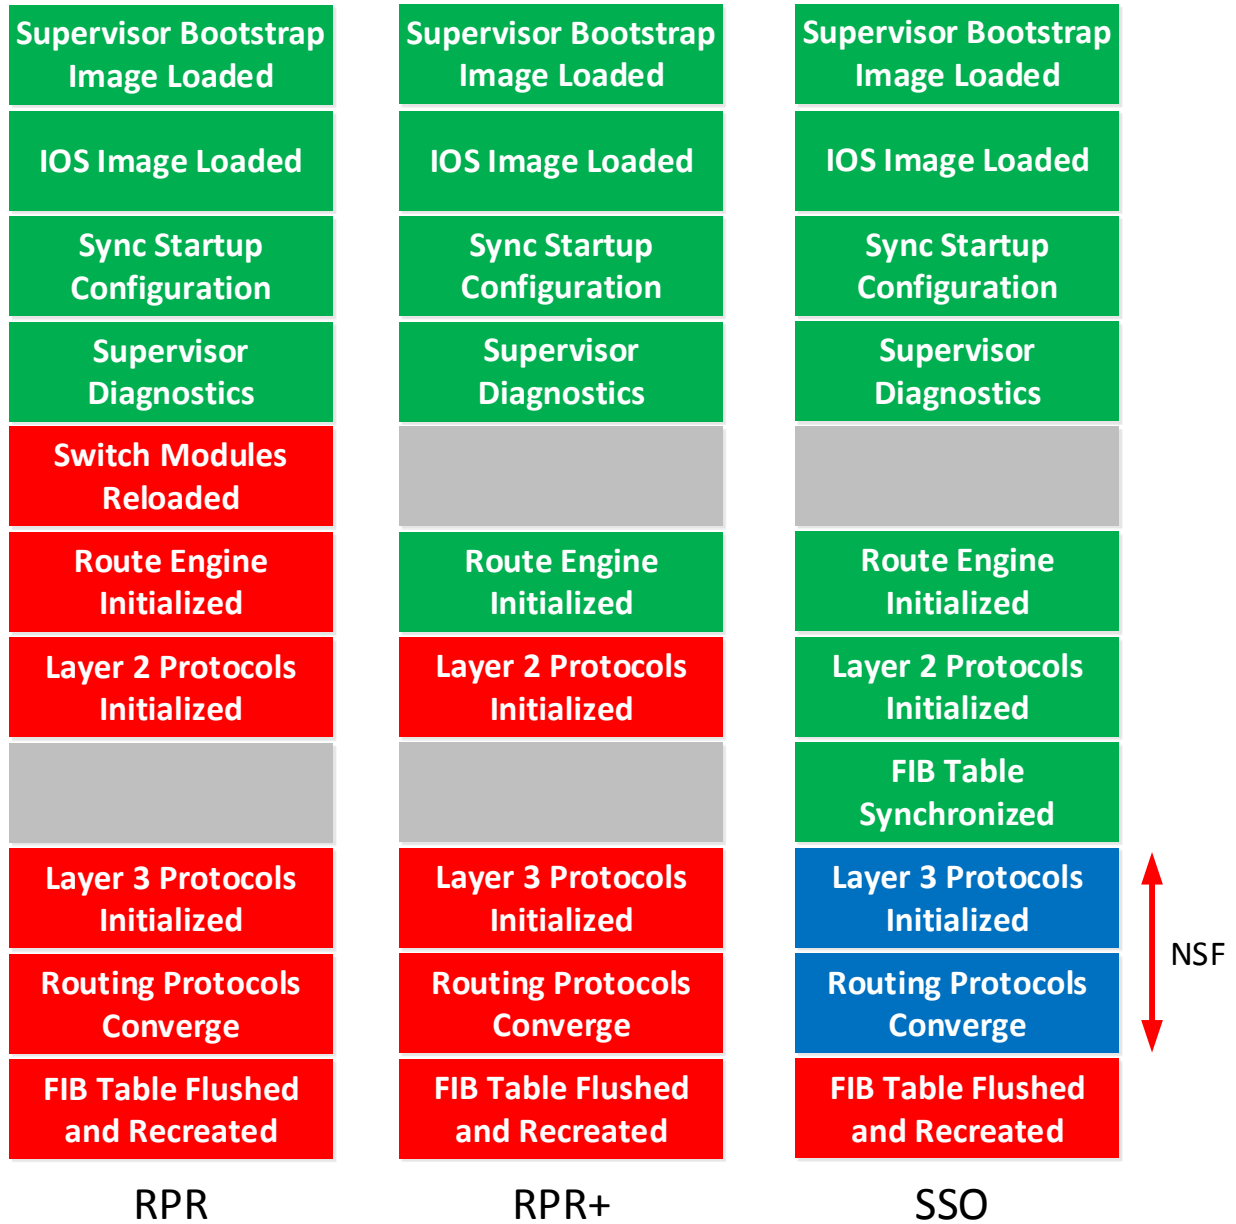 Supervisor Bootstrap
Image Loaded
IOS Image Loaded
Sync Startup
Configuration
Supervisor
Diagnostics
Switch Modules
Reloaded
Route Engine
Initialized
Layer 2 Protocols
Initialized
Layer 3 Protocols
Initialized
Routing Protocols
Converge
FIB Table Flushed
and Recreated
RPR
Supervisor Bootstrap
Image Loaded
IOS Image Loaded
Sync Startup
Configuration
Supervisor
Diagnostics
Route Engine
Initialized
Layer 2 Protocols
Initialized
Layer 3 Protocols
Initialized
Routing Protocols
Converge
FIB Table Flushed
and Recreated
RPR+
Supervisor Bootstrap
Image Loaded
IOS Image Loaded
Sync Startup
Configuration
Supervisor
Diagnostics
Route Engine
Initialized
Layer 2 Protocols
Initialized
FIB Table
Synchronized
Layer 3 Protocols
Initialized
Routing Protocols
Converge
FIB Table Flushed
and Recreated
SSO
NSF